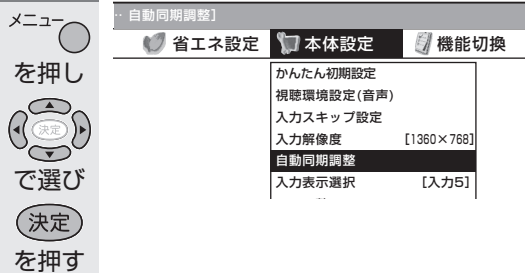 メニュー
を押し
決定
で選び
決定
を押す
‥ 自動同期調整]
省エネ設定 本体設定 機能切換
かんたん初期設定
視聴環境設定(音声)
入力スキップ設定
入力解像度 [1360×768]
自動同期調整
入力表示選択 [入力5]